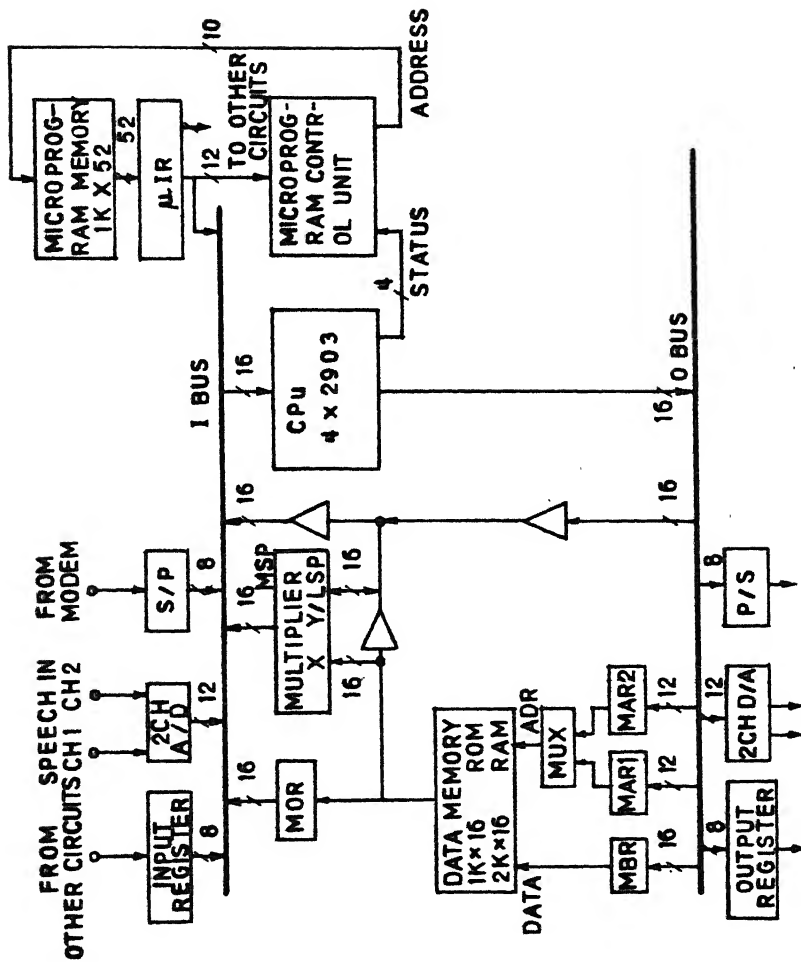 FROM
OTHER CIRCUITS
SPEECH IN
CH1 CH2
FROM
MODEM
INPUT
REGISTER
8
2CH
A/D
12
S/P
8
I BUS
MICROPROG-
RAM MEMORY
1K X 52
52
µIR
12
TO OTHER
CIRCUITS
10
MICROPROG-
RAM CONTR-
OL UNIT
ADDRESS
4
STATUS
16
CPu
4 x 2903
16
16
MOR
16
MSP
MULTIPLIER
X Y/LSP
16
16
16
DATA MEMORY
1K×16 ROM
2K×16 RAM
DATA
ADR
MUX
MBR
MAR1
MAR2
16
12
12
16
16
O BUS
8
OUTPUT
REGISTER
12
2CH D/A
8
P/S